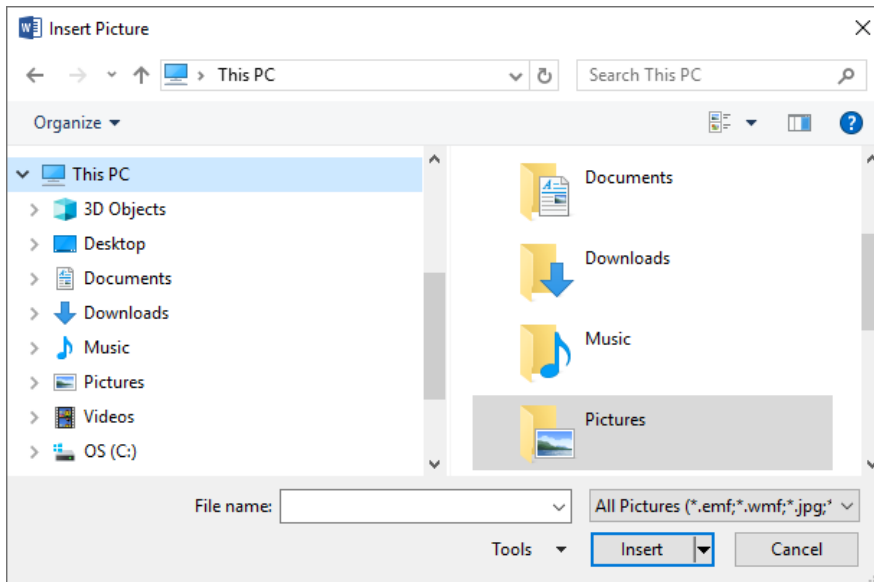 Insert Picture
This PC
Search This PC
Organize
This PC
3D Objects
Desktop
Documents
Downloads
Music
Pictures
Videos
OS (C:)
Documents
Downloads
Music
Pictures
File name:
All Pictures (*.emf;*.wmf;*.jpg;*
Tools
Insert
Cancel